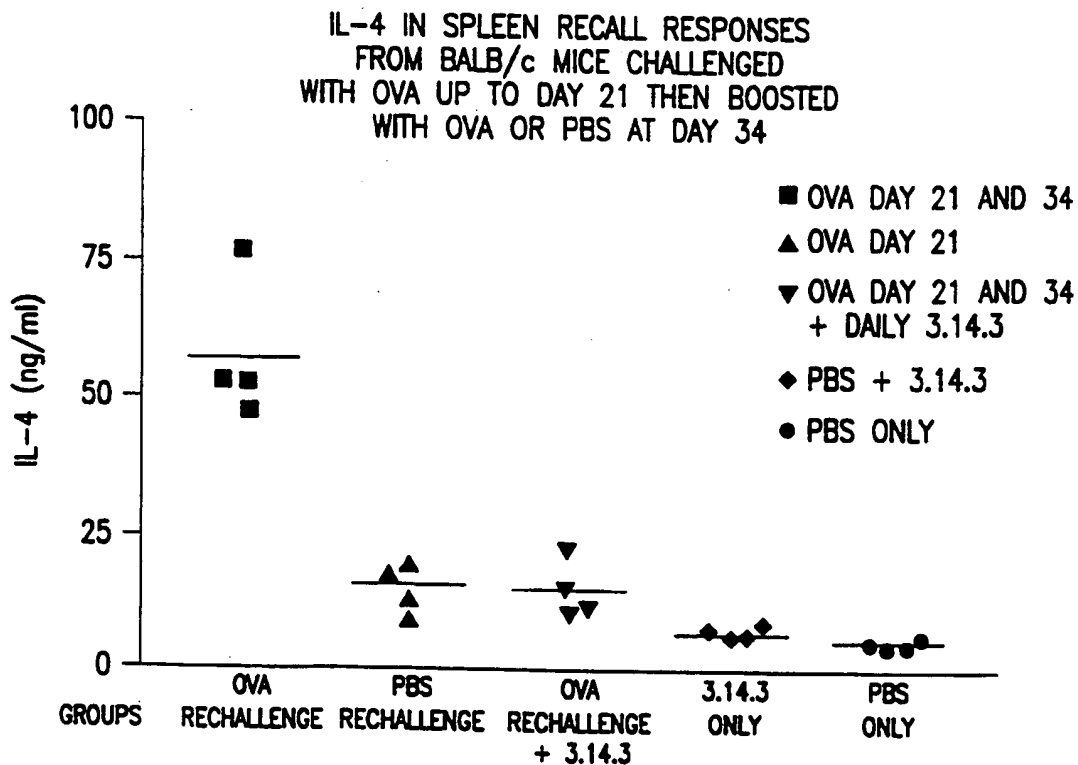 IL-4 IN SPLEEN RECALL RESPONSES
FROM BALB/c MICE CHALLENGED
WITH OVA UP TO DAY 21 THEN BOOSTED
WITH OVA OR PBS AT DAY 34
100
75
50
25
0
IL-4 (ng/ml)
■ OVA DAY 21 AND 34
▲ OVA DAY 21
▼ OVA DAY 21 AND 34
+ DAILY 3.14.3
◆ PBS + 3.14.3
● PBS ONLY
GROUPS
OVA
RECHALLENGE
PBS
RECHALLENGE
OVA
RECHALLENGE
+ 3.14.3
3.14.3
ONLY
PBS
ONLY